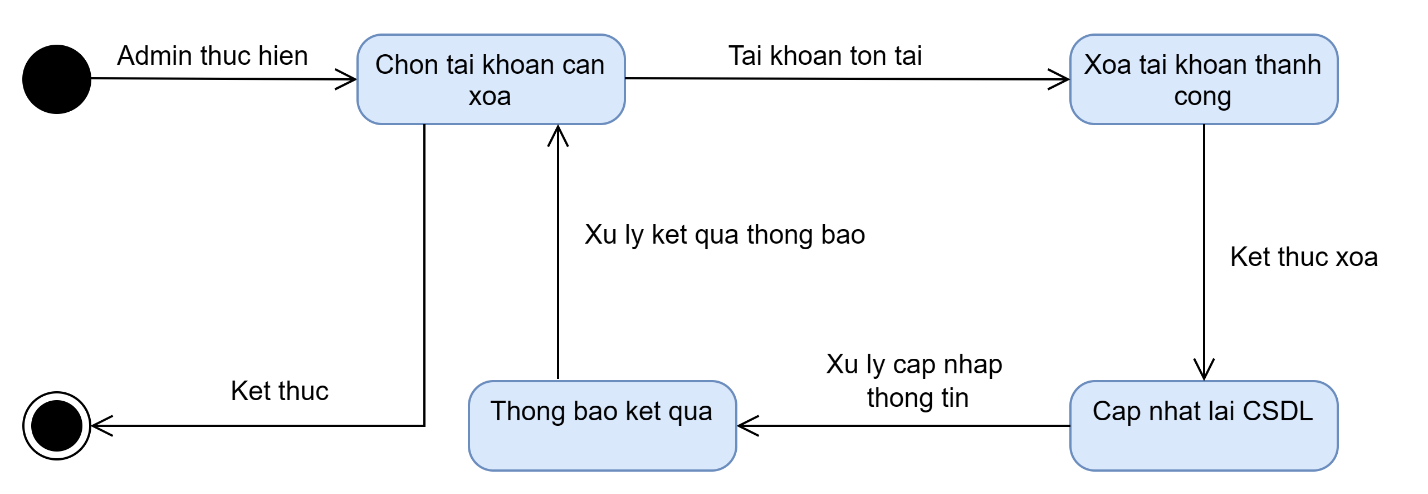 Admin thuc hien
Chon tai khoan can
xoa
Tai khoan ton tai
Xoa tai khoan thanh
cong
Xu ly ket qua thong bao
Ket thuc xoa
Ket thuc
Thong bao ket qua
Xu ly cap nhap
thong tin
Cap nhat lai CSDL